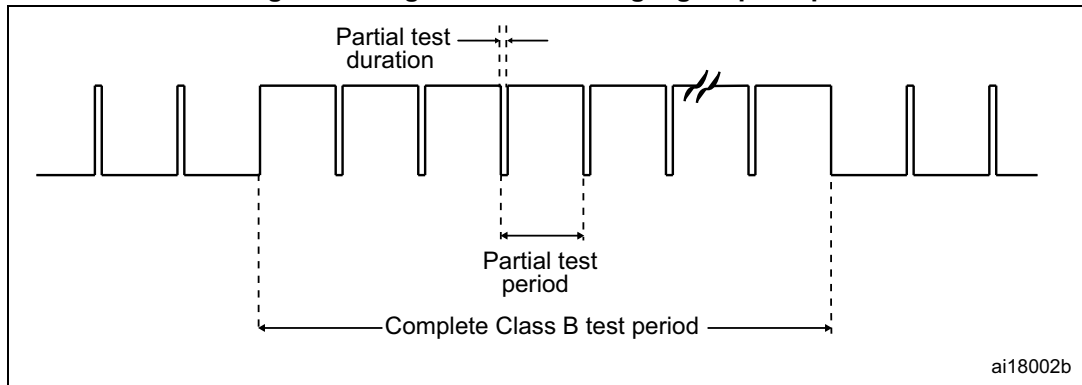 Partial test
duration
Partial test
period
Complete Class B test period
ai18002b